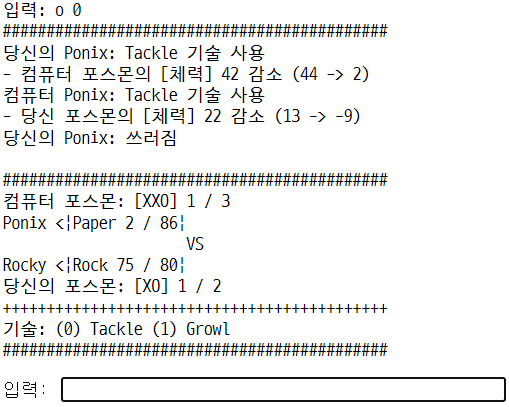 입력: o 0
############################################
당신의 Ponix: Tackle 기술 사용
- 컴퓨터 포스몬의 [체력] 42 감소 (44 -> 2)
컴퓨터 Ponix: Tackle 기술 사용
- 당신 포스몬의 [체력] 22 감소 (13 -> -9)
당신의 Ponix: 쓰러짐
############################################
컴퓨터 포스몬: [XXO] 1 / 3
Ponix <¦Paper 2 / 86¦
VS
Rocky <¦Rock 75 / 80¦
당신의 포스몬: [XO] 1 / 2
++++++++++++++++++++++++++++++++++++++++++++
기술: (0) Tackle (1) Growl
############################################
입력: